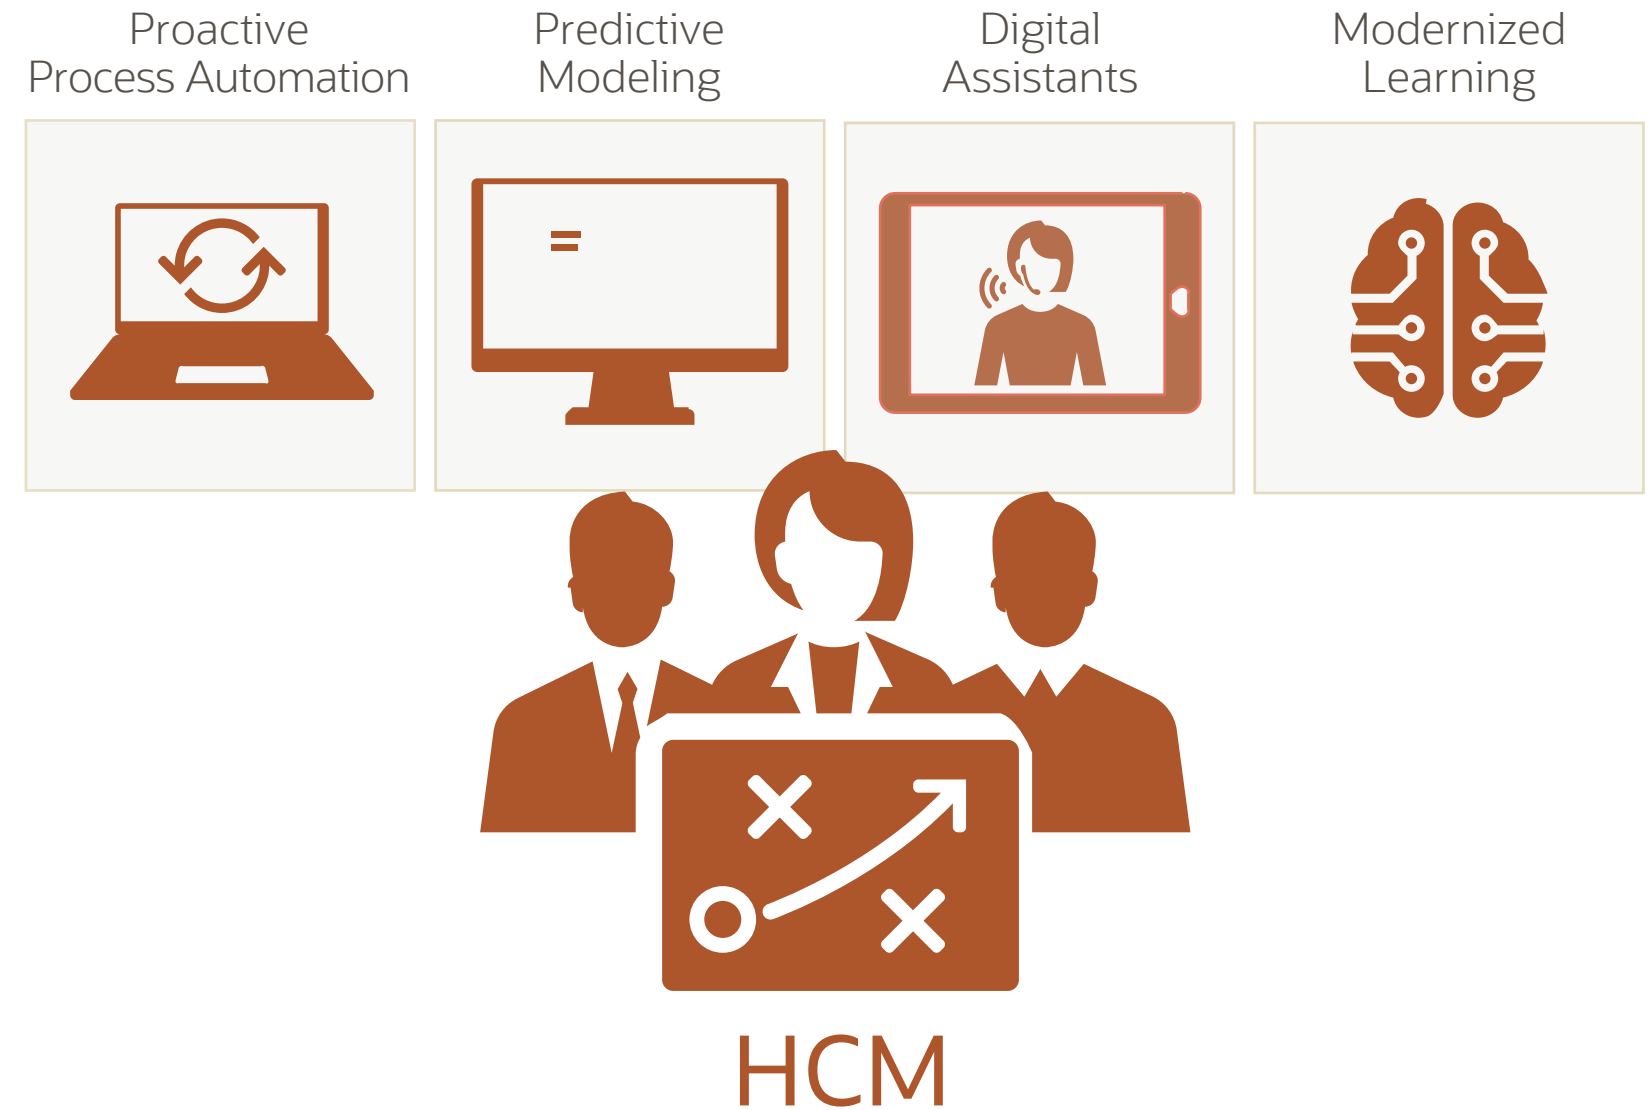 Proactive
Process Automation
Predictive
Modeling
Digital
Assistants
Modernized
Learning
HCM